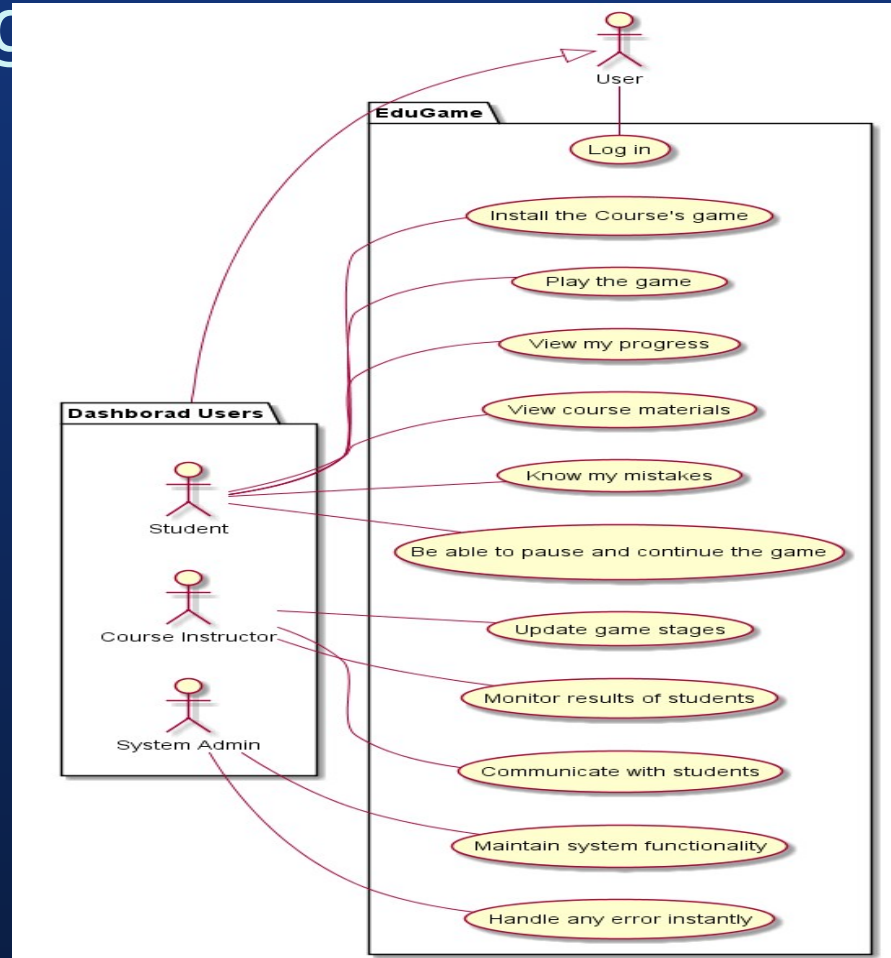 User
EduGame
Log in
Install the Course's game
Play the game
View my progress
View course materials
Know my mistakes
Be able to pause and continue the game
Update game stages
Monitor results of students
Communicate with students
Maintain system functionality
Handle any error instantly
Dashborad Users
Student
Course Instructor
System Admin